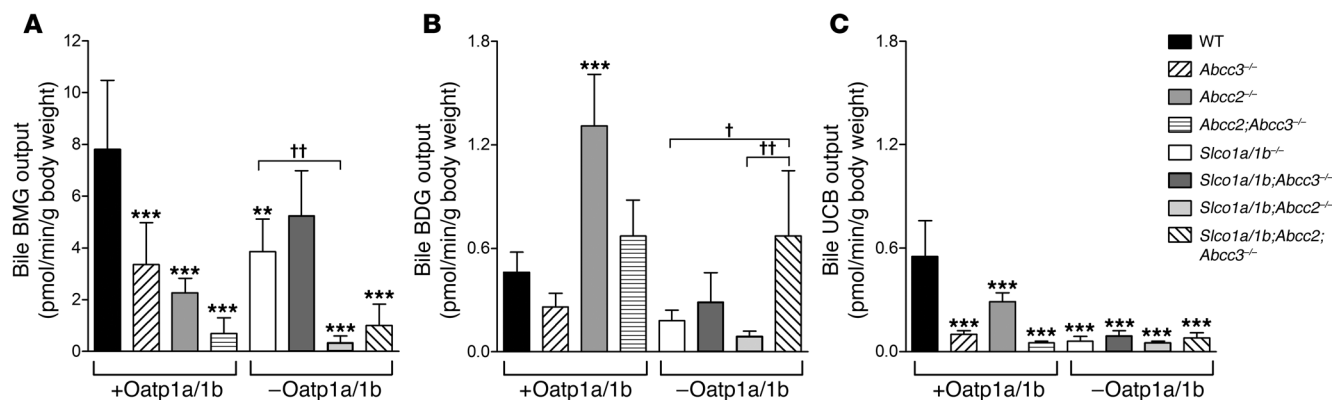 A
Bile BMG output
(pmol/min/g body weight)
12
10
8
6
4
2
0
***
***
***
**
††
***
***
+Oatp1a/1b
−Oatp1a/1b
B
Bile BDG output
(pmol/min/g body weight)
1.8
1.2
0.6
0.0
***
†
††
+Oatp1a/1b
−Oatp1a/1b
C
Bile UCB output
(pmol/min/g body weight)
1.8
1.2
0.6
0.0
***
***
***
***
***
***
***
+Oatp1a/1b
−Oatp1a/1b
WT
Abcc3–/–
Abcc2–/–
Abcc2;Abcc3–/–
Slco1a/1b–/–
Slco1a/1b;Abcc3–/–
Slco1a/1b;Abcc2–/–
Slco1a/1b;Abcc2;
Abcc3–/–